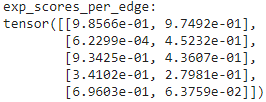 exp_scores_per_edge:
tensor([[9.8566e-01, 9.7492e-01],
        [6.2299e-04, 4.5232e-01],
        [9.3425e-01, 4.3607e-01],
        [3.4102e-01, 2.7981e-01],
        [6.9603e-01, 6.3759e-02]])